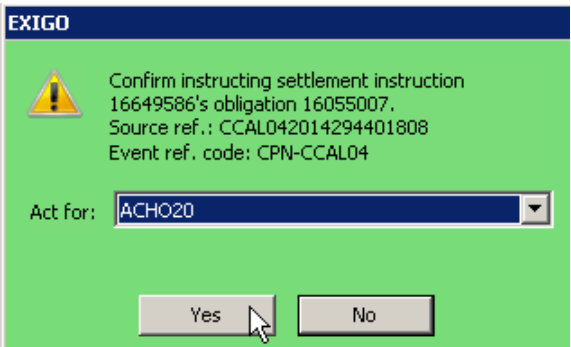 EXIGO
Confirm instructing settlement instruction
16649586's obligation 16055007.
Source ref.: CCAL042014294401808
Event ref. code: CPN-CCAL04
Act for: ACHO20
Yes No